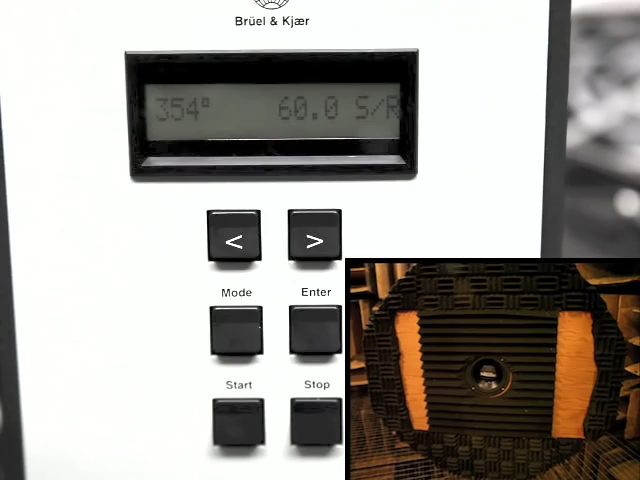 Brüel & Kjær
354° 60.0 S/R
< >
Mode Enter
Start Stop